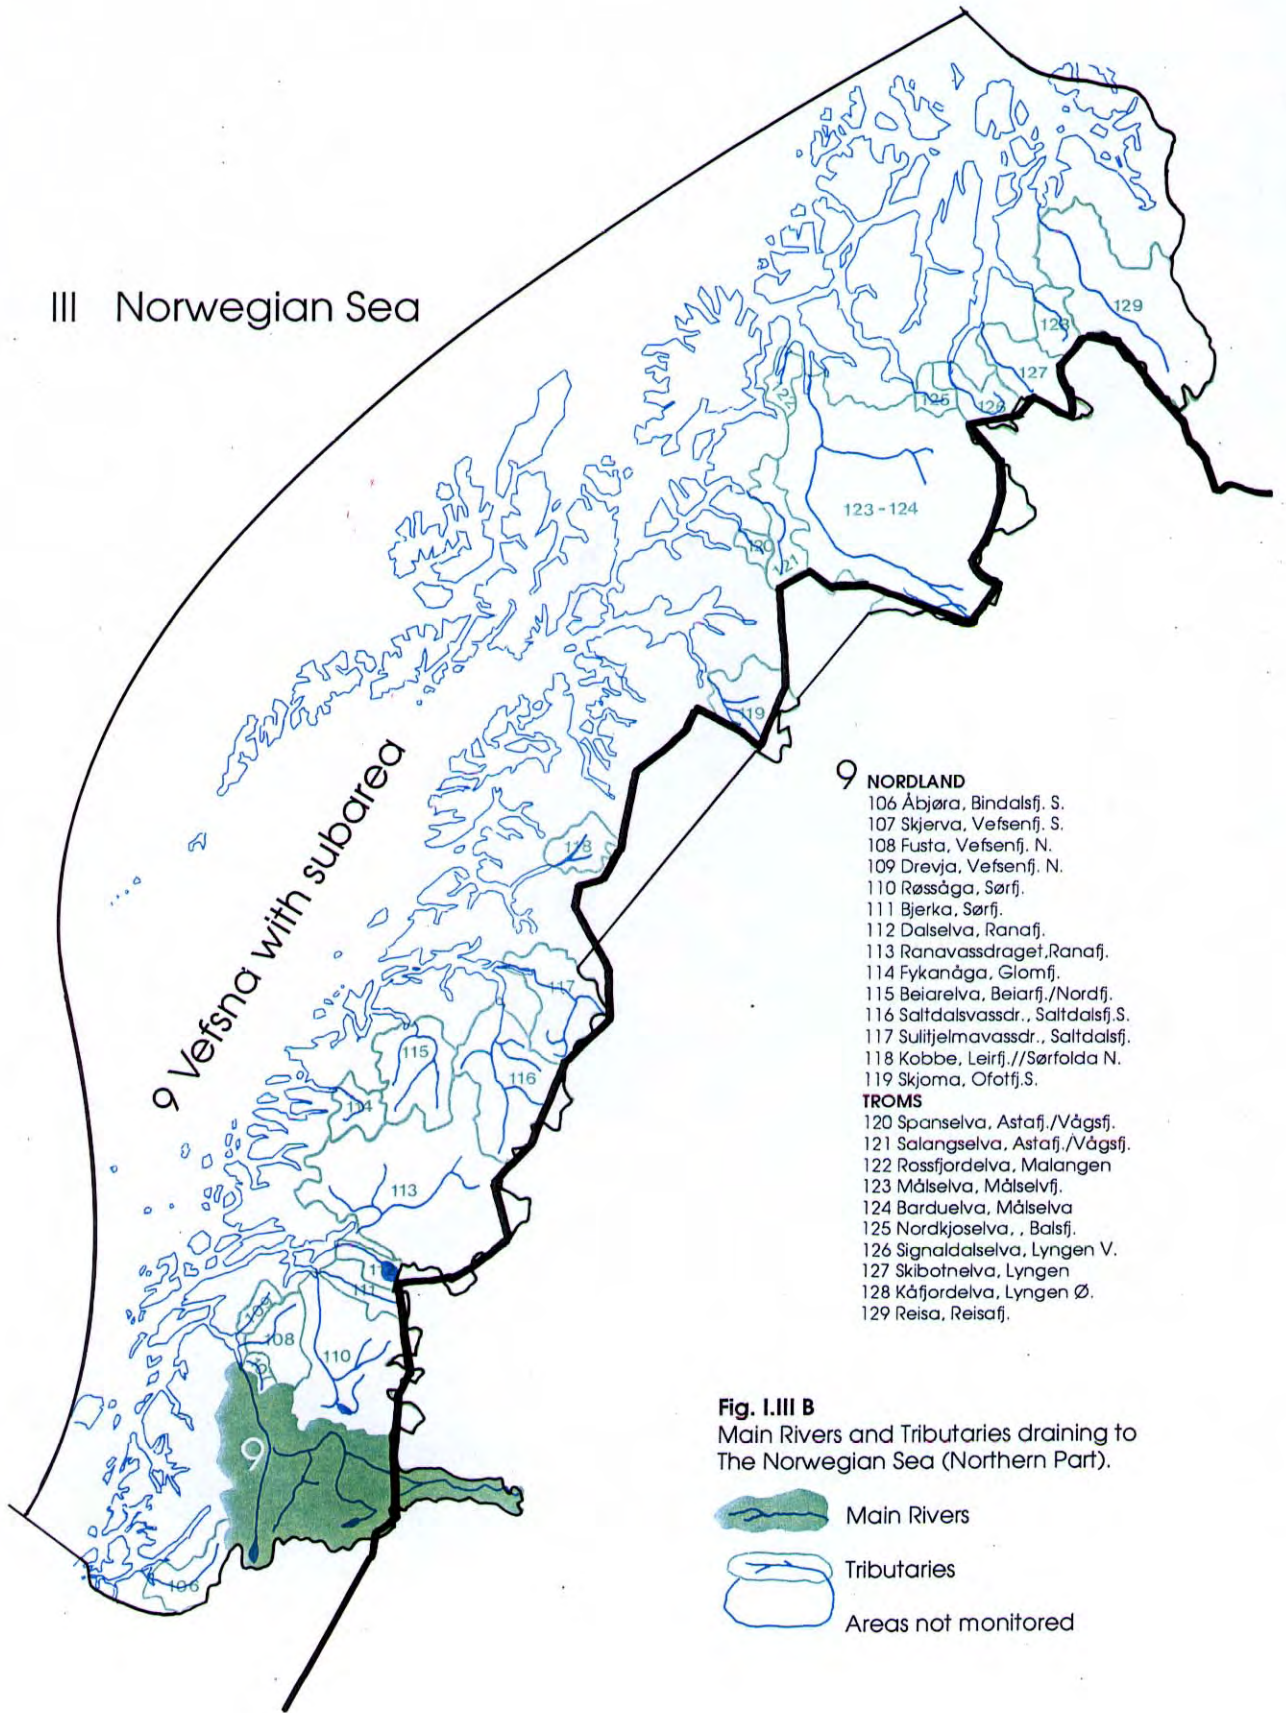 III Norwegian Sea
129
128
127
122
125
126
123 - 124
120
121
119
9 Vefsna with subarea
118
117
115
116
114
113
112
111
109
108
110
9
106
9 NORDLAND
106 Åbjøra, Bindalsfj. S.
107 Skjerva, Vefsenfj. S.
108 Fusta, Vefsenfj. N.
109 Drevja, Vefsenfj. N.
110 Røssåga, Sørfj.
111 Bjerka, Sørfj.
112 Dalselva, Ranafj.
113 Ranavassdraget,Ranafj.
114 Fykanåga, Glomfj.
115 Beiarelva, Beiarfj./Nordfj.
116 Saltdalsvassdr., Saltdalsfj.S.
117 Sulitjelmavassdr., Saltdalsfj.
118 Kobbe, Leirfj.//Sørfolda N.
119 Skjoma, Ofotfj.S.
TROMS
120 Spanselva, Astafj./Vågsfj.
121 Salangselva, Astafj./Vågsfj.
122 Rossfjordelva, Malangen
123 Målselva, Målselvfj.
124 Barduelva, Målselva
125 Nordkjoselva, , Balsfj.
126 Signaldalselva, Lyngen V.
127 Skibotnelva, Lyngen
128 Kåfjordelva, Lyngen Ø.
129 Reisa, Reisafj.
Fig. I.III B
Main Rivers and Tributaries draining to
The Norwegian Sea (Northern Part).
Main Rivers
Tributaries
Areas not monitored